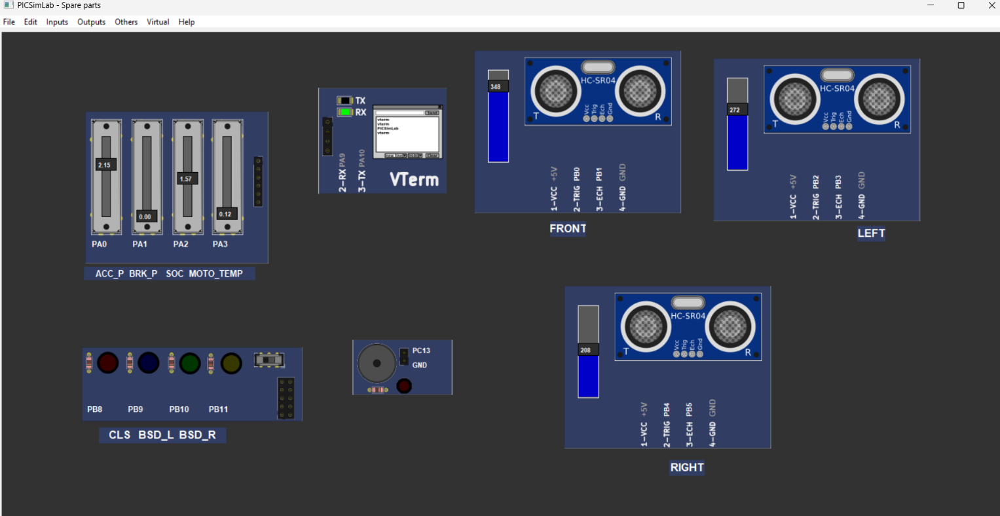 PICSimLab - Spare parts
File Edit Inputs Outputs Others Virtual Help
2.15
0.00
1.57
0.12
PA0 PA1 PA2 PA3
ACC_P BRK_P SOC MOTO_TEMP
TX
RX
Send
vterm
vterm
PICSimLab
vterm
Clear
2-RX PA9
3-TX PA10
VTerm
348
HC-SR04
Vcc
Trig
Ech
Gnd
T R
1-VCC +5V
2-TRIG PB0
3-ECH PB1
4-GND GND
FRONT
272
HC-SR04
Vcc
Trig
Ech
Gnd
T R
1-VCC +5V
2-TRIG PB2
3-ECH PB3
4-GND GND
LEFT
PB8 PB9 PB10 PB11
CLS BSD_L BSD_R
PC13
GND
208
HC-SR04
Vcc
Trig
Ech
Gnd
T R
1-VCC +5V
2-TRIG PB4
3-ECH PB5
4-GND GND
RIGHT